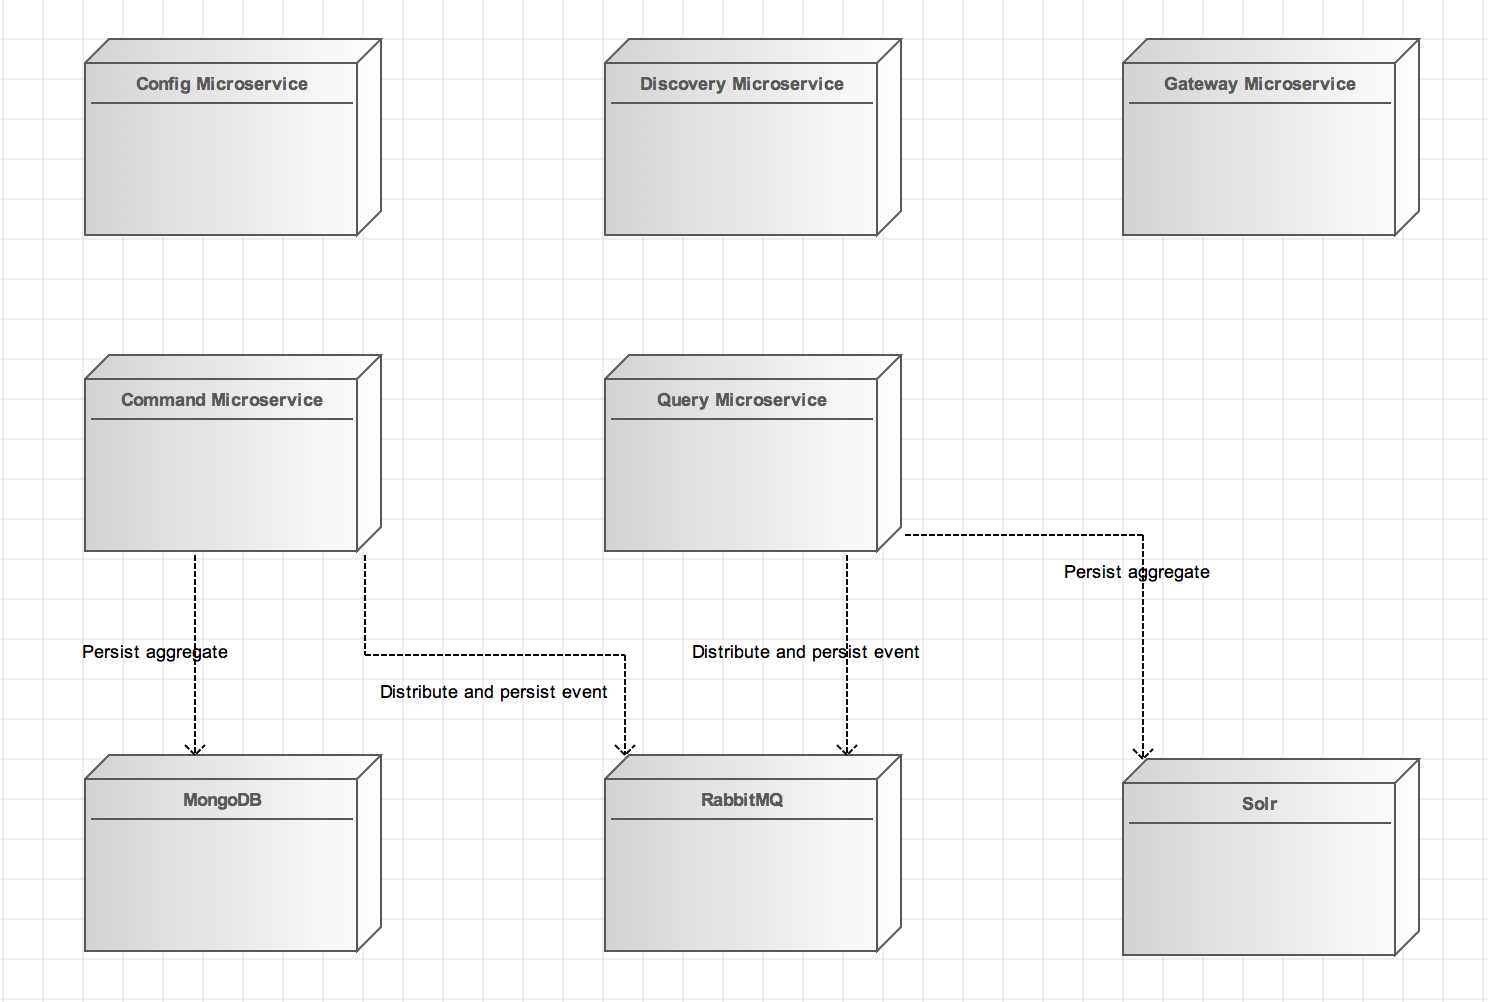 Config Microservice
Discovery Microservice
Gateway Microservice
Command Microservice
Query Microservice
Persist aggregate
Persist aggregate
Distribute and persist event
Distribute and persist event
MongoDB
RabbitMQ
Solr